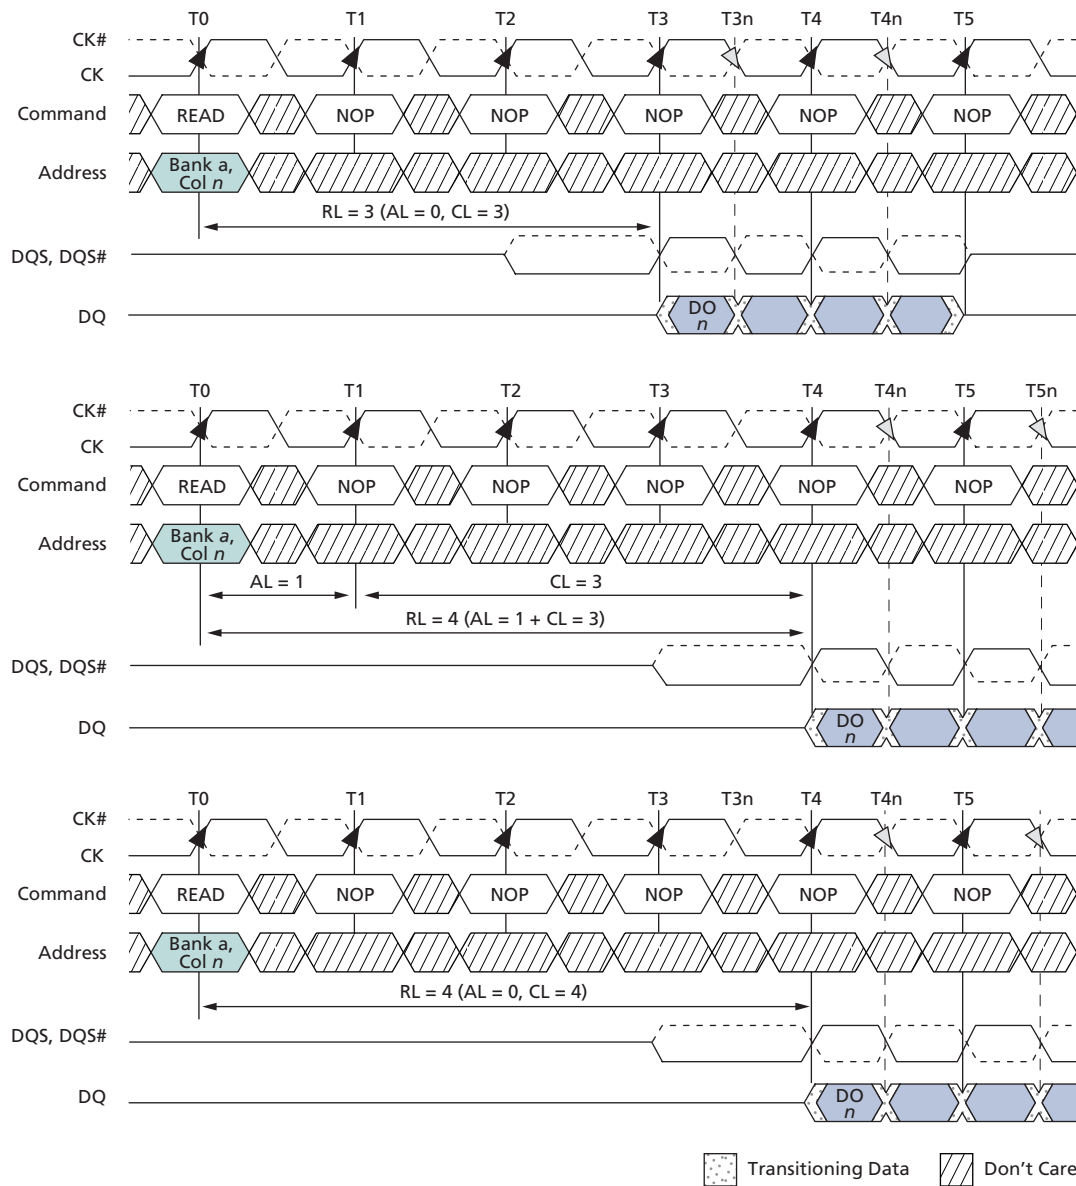 T0 T1 T2 T3 T3n T4 T4n T5
CK#
CK
Command READ NOP NOP NOP NOP NOP
Address Bank a,
Col n
RL = 3 (AL = 0, CL = 3)
DQS, DQS#
DQ DO
n
T0 T1 T2 T3 T4 T4n T5 T5n
CK#
CK
Command READ NOP NOP NOP NOP NOP
Address Bank a,
Col n
AL = 1 CL = 3
RL = 4 (AL = 1 + CL = 3)
DQS, DQS#
DQ DO
n
T0 T1 T2 T3 T3n T4 T4n T5
CK#
CK
Command READ NOP NOP NOP NOP NOP
Address Bank a,
Col n
RL = 4 (AL = 0, CL = 4)
DQS, DQS#
DQ DO
n
Transitioning Data Don't Care